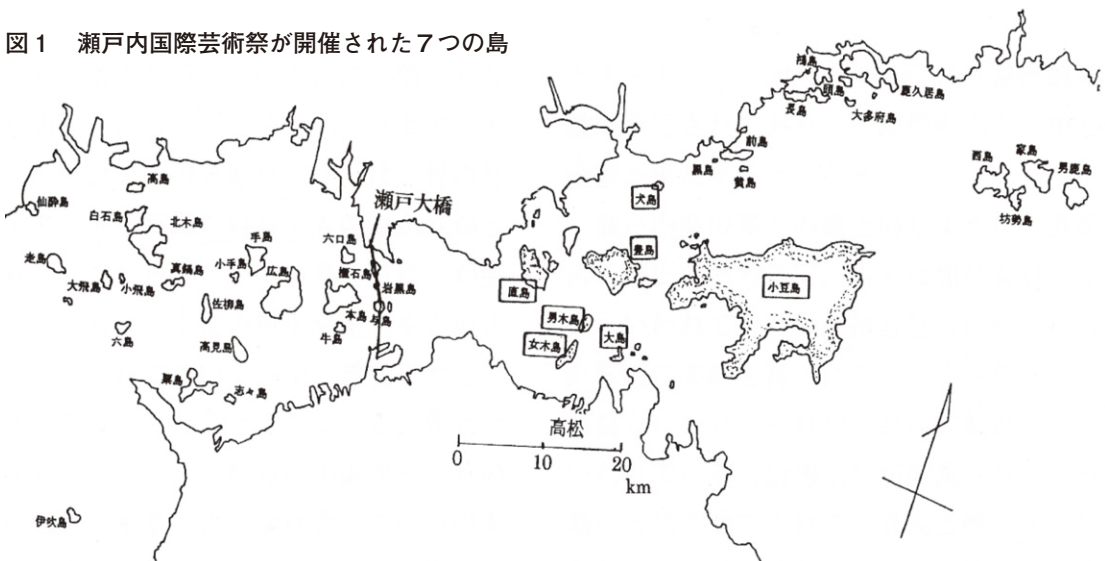 図1 瀬戸内国際芸術祭が開催された7つの島
鴻島
頭島
鹿久居島
長島
大多府島
前島
黒島
黄島
西島
家島
男鹿島
坊勢島
犬島
豊島
小豆島
直島
男木島
女木島
大島
高松
瀬戸大橋
六口島
櫃石島
岩黒島
本島
与島
牛島
高島
仙酔島
白石島
北木島
手島
小手島
広島
走島
大飛島
小飛島
真鍋島
佐柳島
六島
高見島
粟島
志々島
伊吹島
0 10 20
km